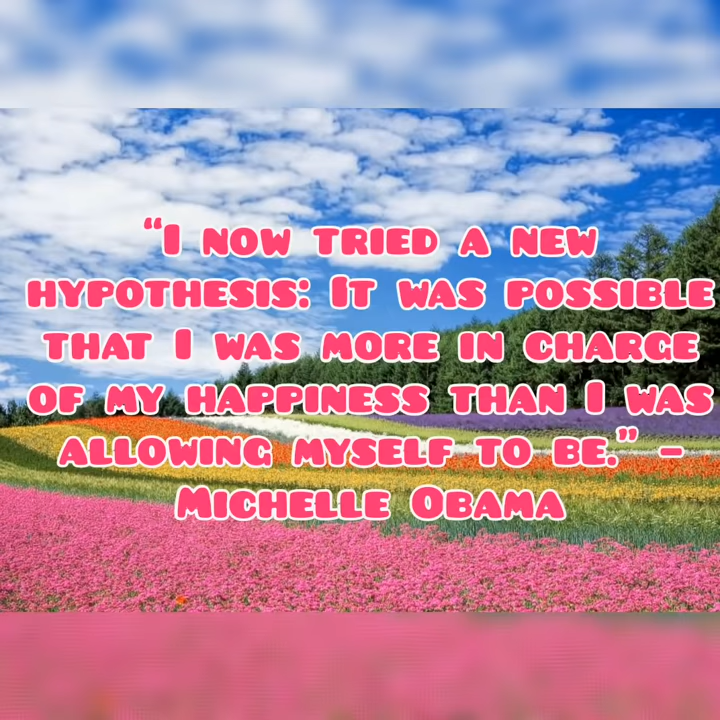 “I now tried a new
hypothesis: It was possible
that I was more in charge
of my happiness than I was
allowing myself to be.” –
Michelle Obama